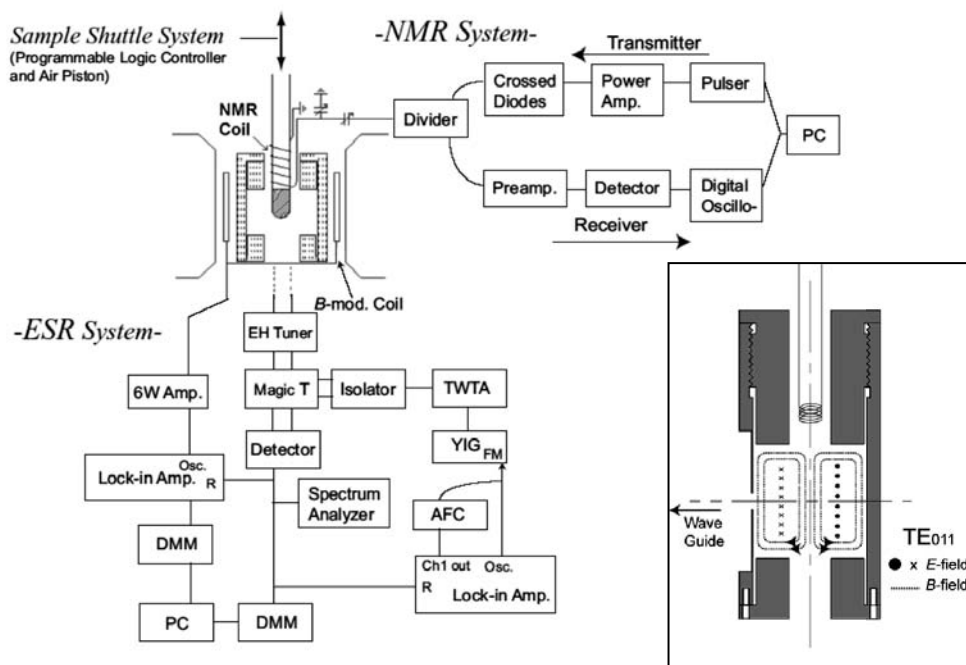 Sample Shuttle System
(Programmable Logic Controller
and Air Piston)
-NMR System-
Transmitter
NMR
Coil
Divider
Crossed
Diodes
Power
Amp.
Pulser
PC
Preamp.
Detector
Digital
Oscillo-
Receiver
B-mod. Coil
-ESR System-
EH Tuner
6W Amp.
Magic T
Isolator
TWTA
Detector
YIG FM
Osc.
Lock-in Amp.
R
Spectrum
Analyzer
AFC
DMM
Ch1 out Osc.
R
Lock-in Amp.
PC
DMM
Wave
Guide
TE011
● x E-field
B-field